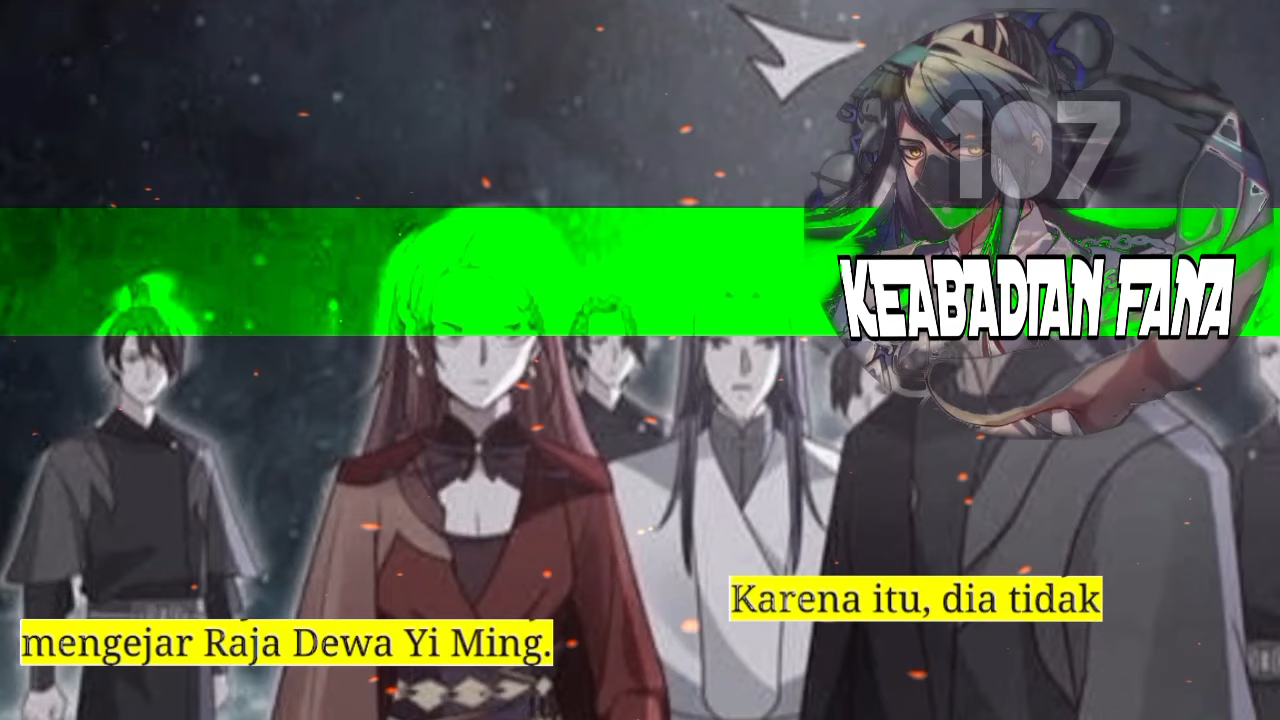 107
KEABADIAN FANA
Karena itu, dia tidak
mengejar Raja Dewa Yi Ming.